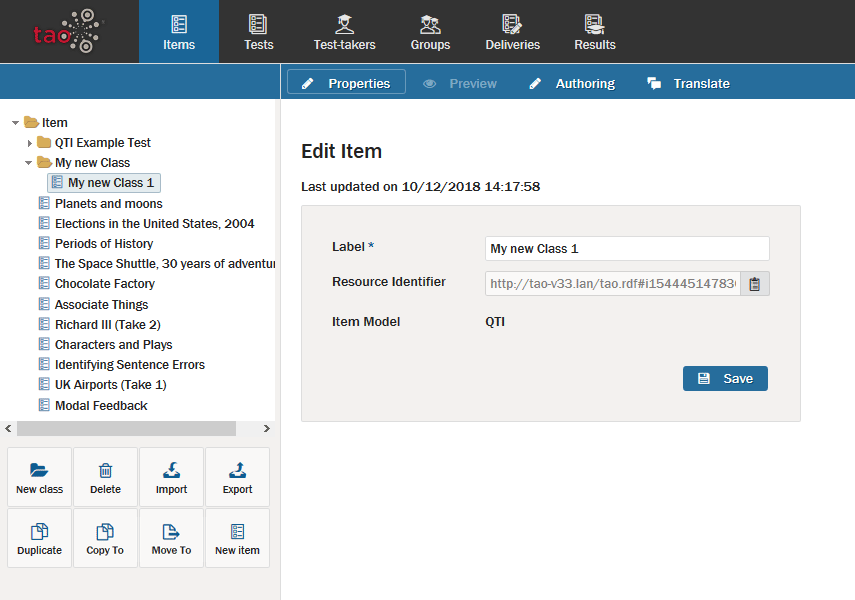 tao
Items
Tests
Test-takers
Groups
Deliveries
Results
Properties
Preview
Authoring
Translate
Item
QTI Example Test
My new Class
My new Class 1
Planets and moons
Elections in the United States, 2004
Periods of History
The Space Shuttle, 30 years of adventu
Chocolate Factory
Associate Things
Richard III (Take 2)
Characters and Plays
Identifying Sentence Errors
UK Airports (Take 1)
Modal Feedback
New class
Delete
Import
Export
Duplicate
Copy To
Move To
New item
Edit Item
Last updated on 10/12/2018 14:17:58
Label *
My new Class 1
Resource Identifier
http://tao-v33.lan/tao.rdf#i154445147836
Item Model
QTI
Save